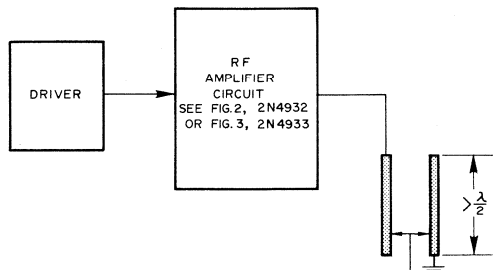 DRIVER
RF
AMPLIFIER
CIRCUIT
SEE FIG.2, 2N4932
OR FIG.3, 2N4933
>λ/2